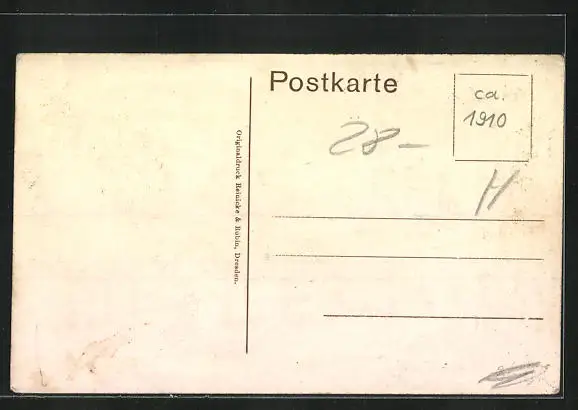 Postkarte
ca.
1910
28-
H
Originaldruck Reinicke & Rubin, Dresden.